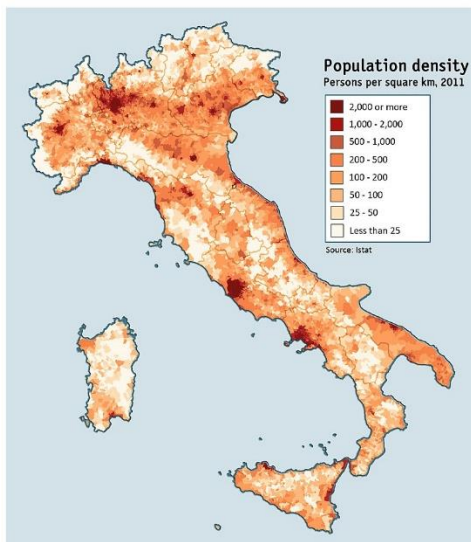 Population density
Persons per square km, 2011
2,000 or more
1,000 - 2,000
500 - 1,000
200 - 500
100 - 200
50 - 100
25 - 50
Less than 25
Source: Istat